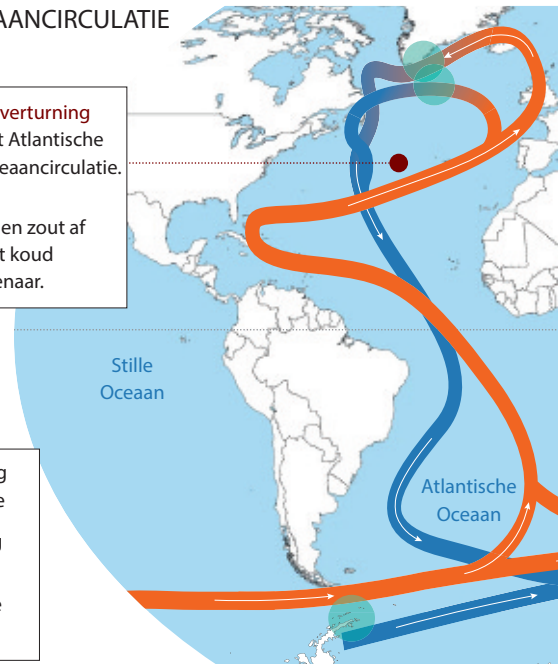 AANCIRCULATIE
verturning
t Atlantische
eaancirculatie.
en zout af
t koud
enaar.
Stille
Oceaan
g
e
g
e
Atlantische
Oceaan